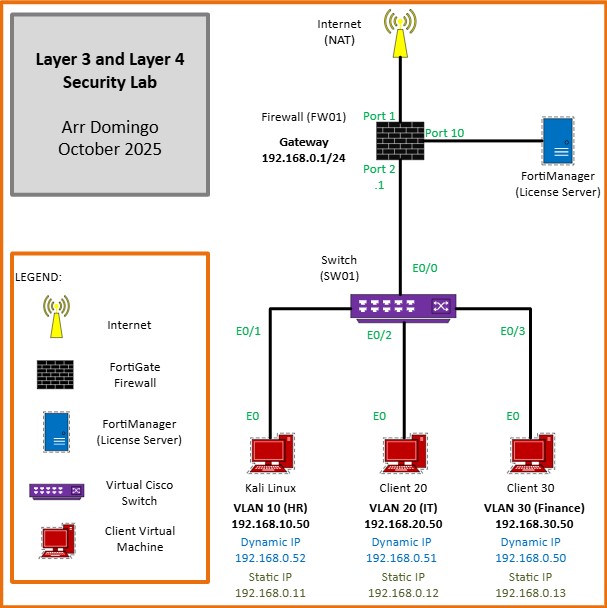 Layer 3 and Layer 4
Security Lab
Arr Domingo
October 2025
Internet
(NAT)
Firewall (FW01)
Port 1
Gateway
192.168.0.1/24
Port 10
Port 2
.1
FortiManager
(License Server)
Switch
(SW01)
E0/0
E0/1
E0/2
E0/3
E0
E0
E0
Kali Linux
VLAN 10 (HR)
192.168.10.50
Dynamic IP
192.168.0.52
Static IP
192.168.0.11
Client 20
VLAN 20 (IT)
192.168.20.50
Dynamic IP
192.168.0.51
Static IP
192.168.0.12
Client 30
VLAN 30 (Finance)
192.168.30.50
Dynamic IP
192.168.0.50
Static IP
192.168.0.13
LEGEND:
Internet
FortiGate
Firewall
FortiManager
(License Server)
Virtual Cisco
Switch
Client Virtual
Machine